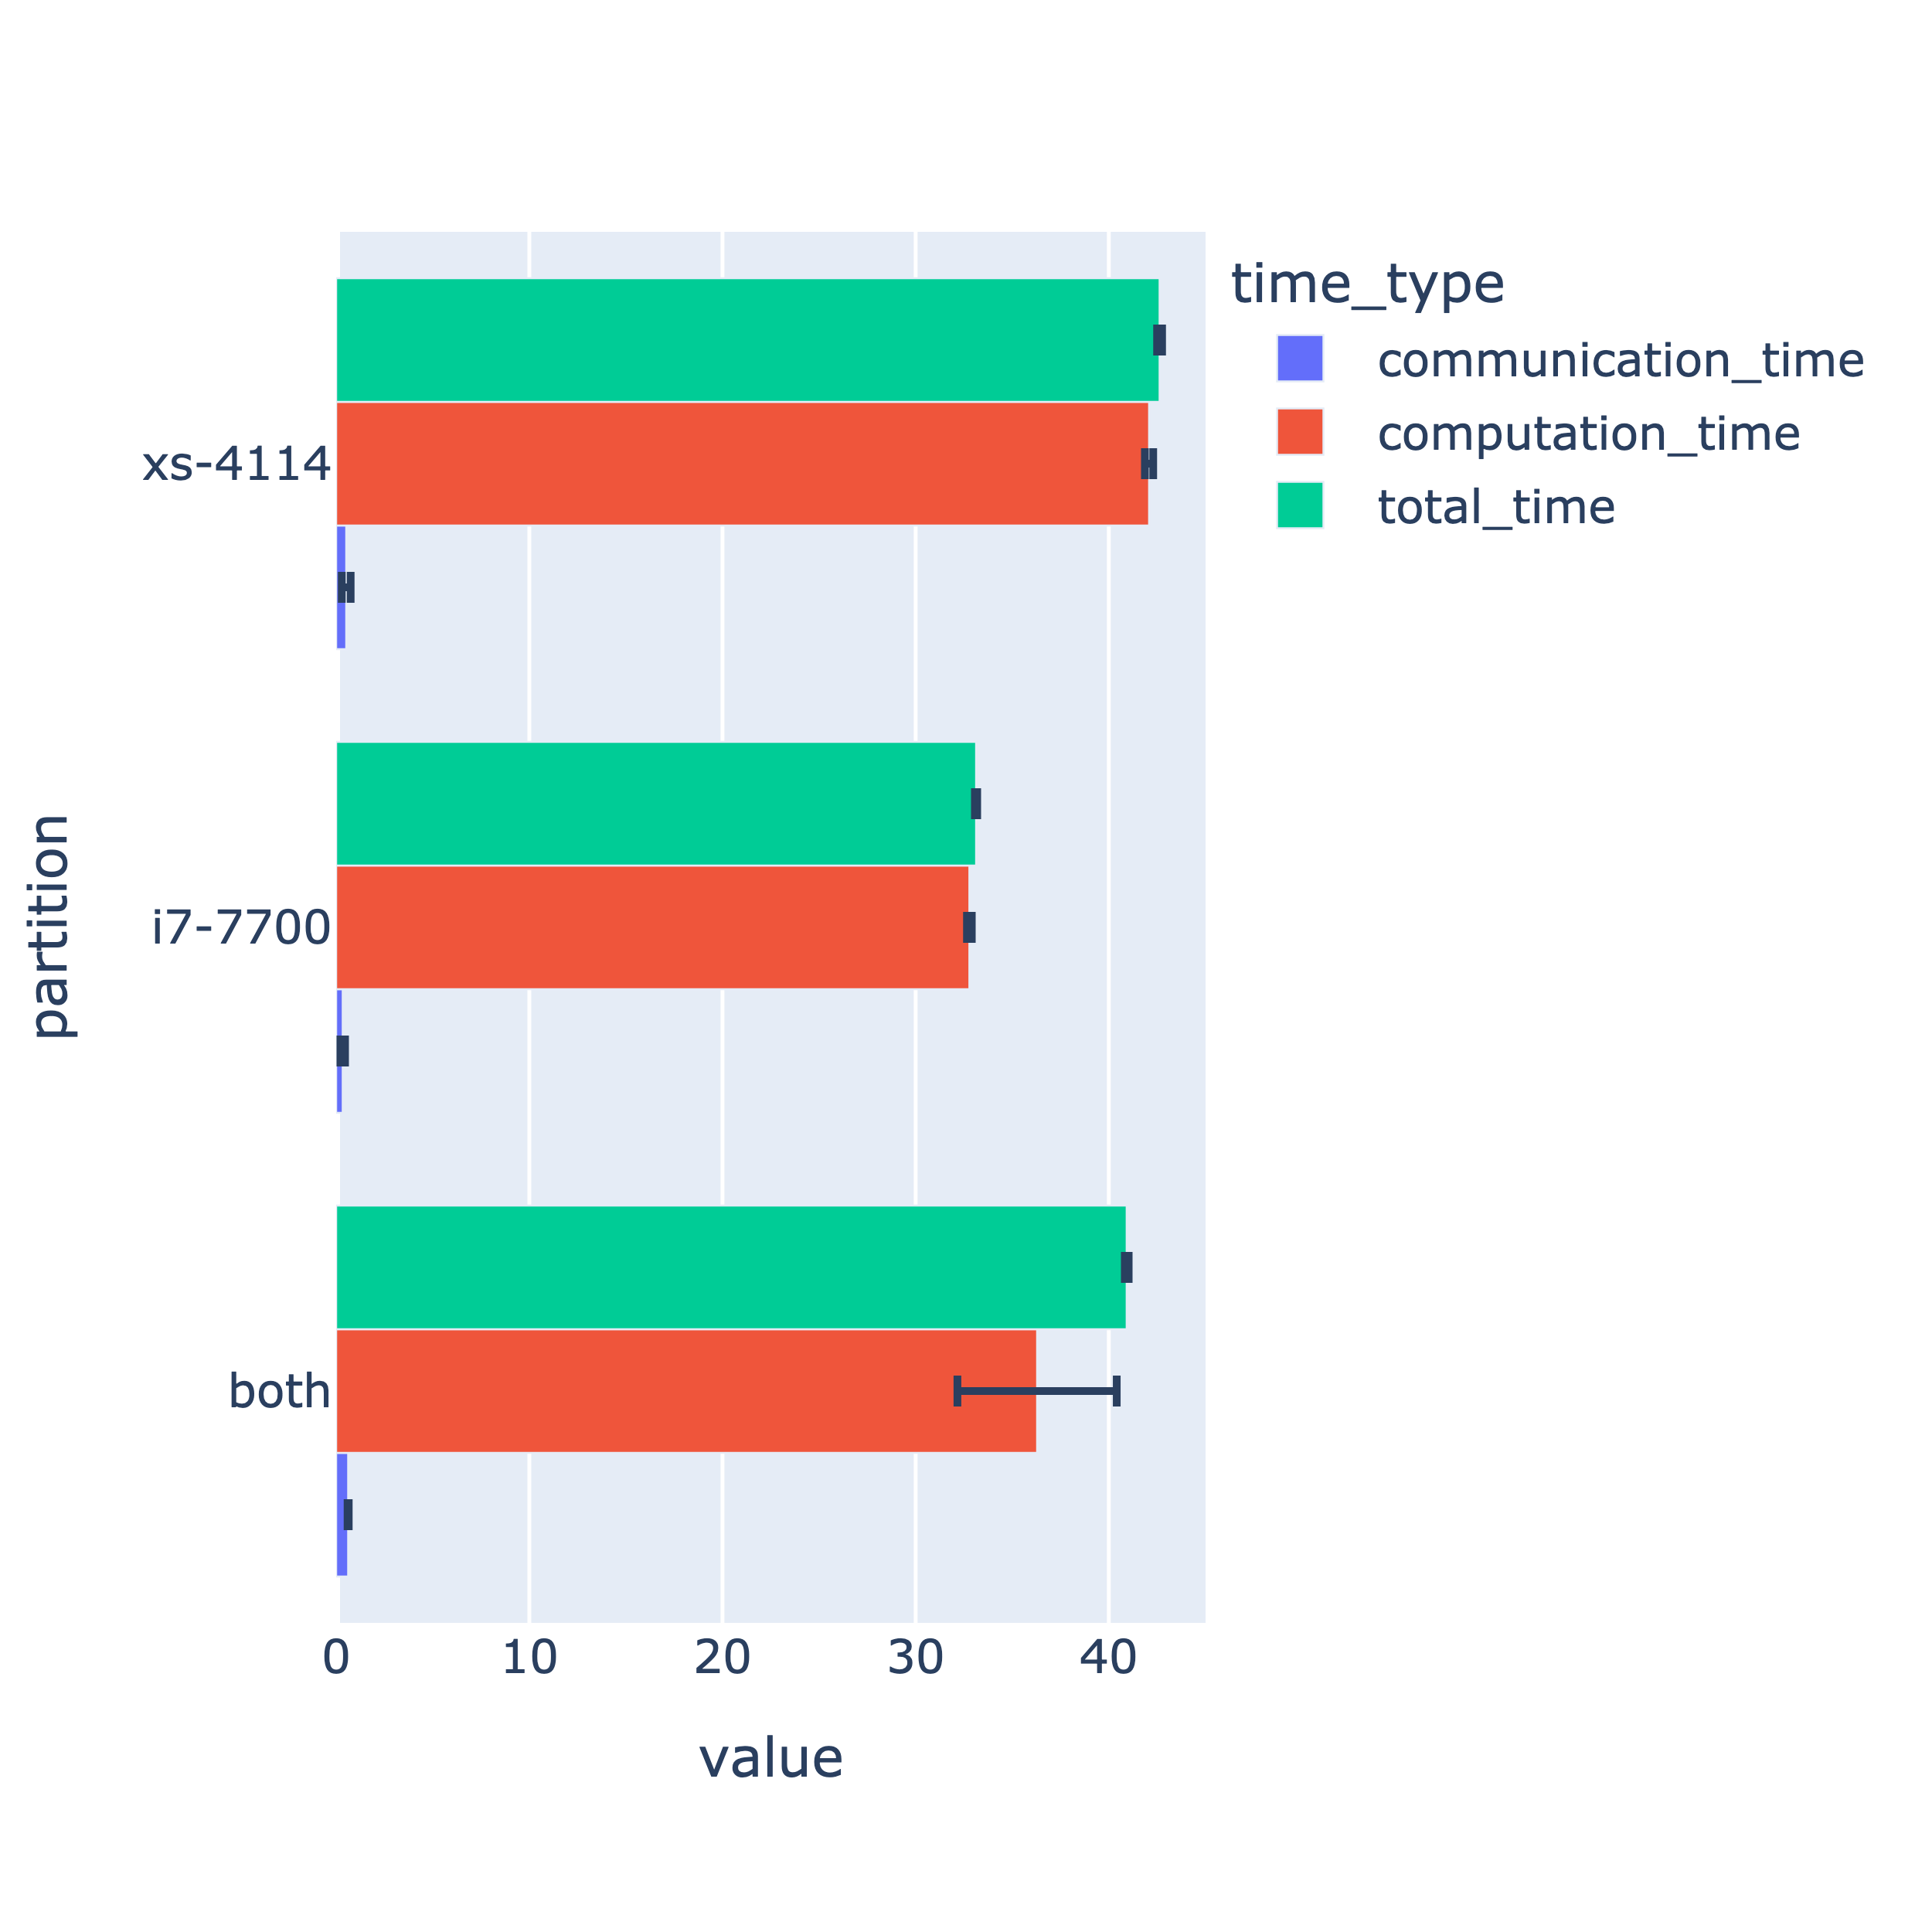 time_type
communication_time
computation_time
total_time
xs-4114
i7-7700
both
partition
0 10 20 30 40
value